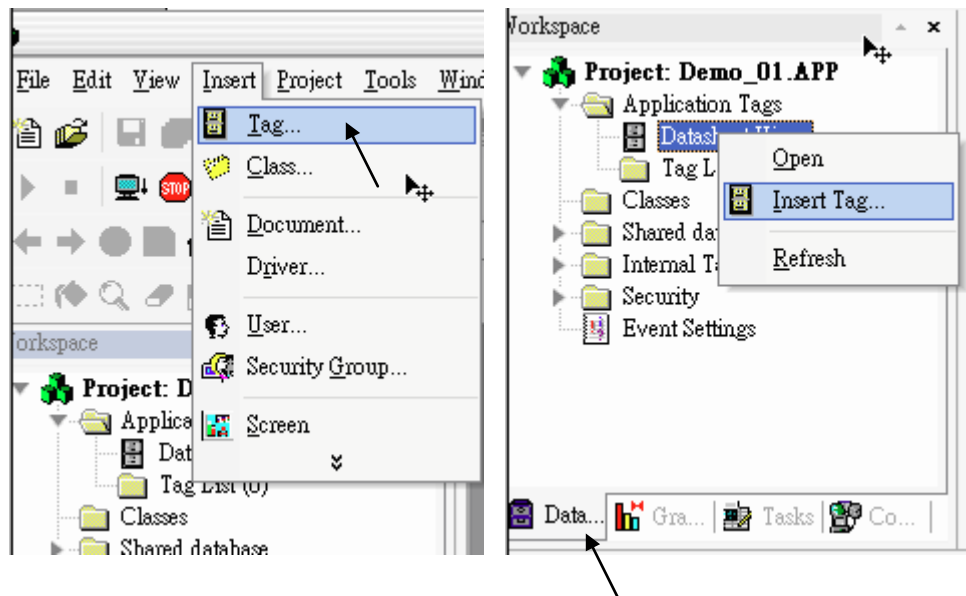 File Edit View Insert Project Tools Wind
Tag...
Class...
Document...
Driver...
User...
Security Group...
Screen
STOP
orkspace
Project: D
Applica
Dat
Tag List (0)
Classes
Shared database
Workspace
Project: Demo_01.APP
Application Tags
Tag L
Classes
Shared da
Internal Ta
Security
Event Settings
Open
Insert Tag...
Refresh
Data... Gra... Tasks Co...